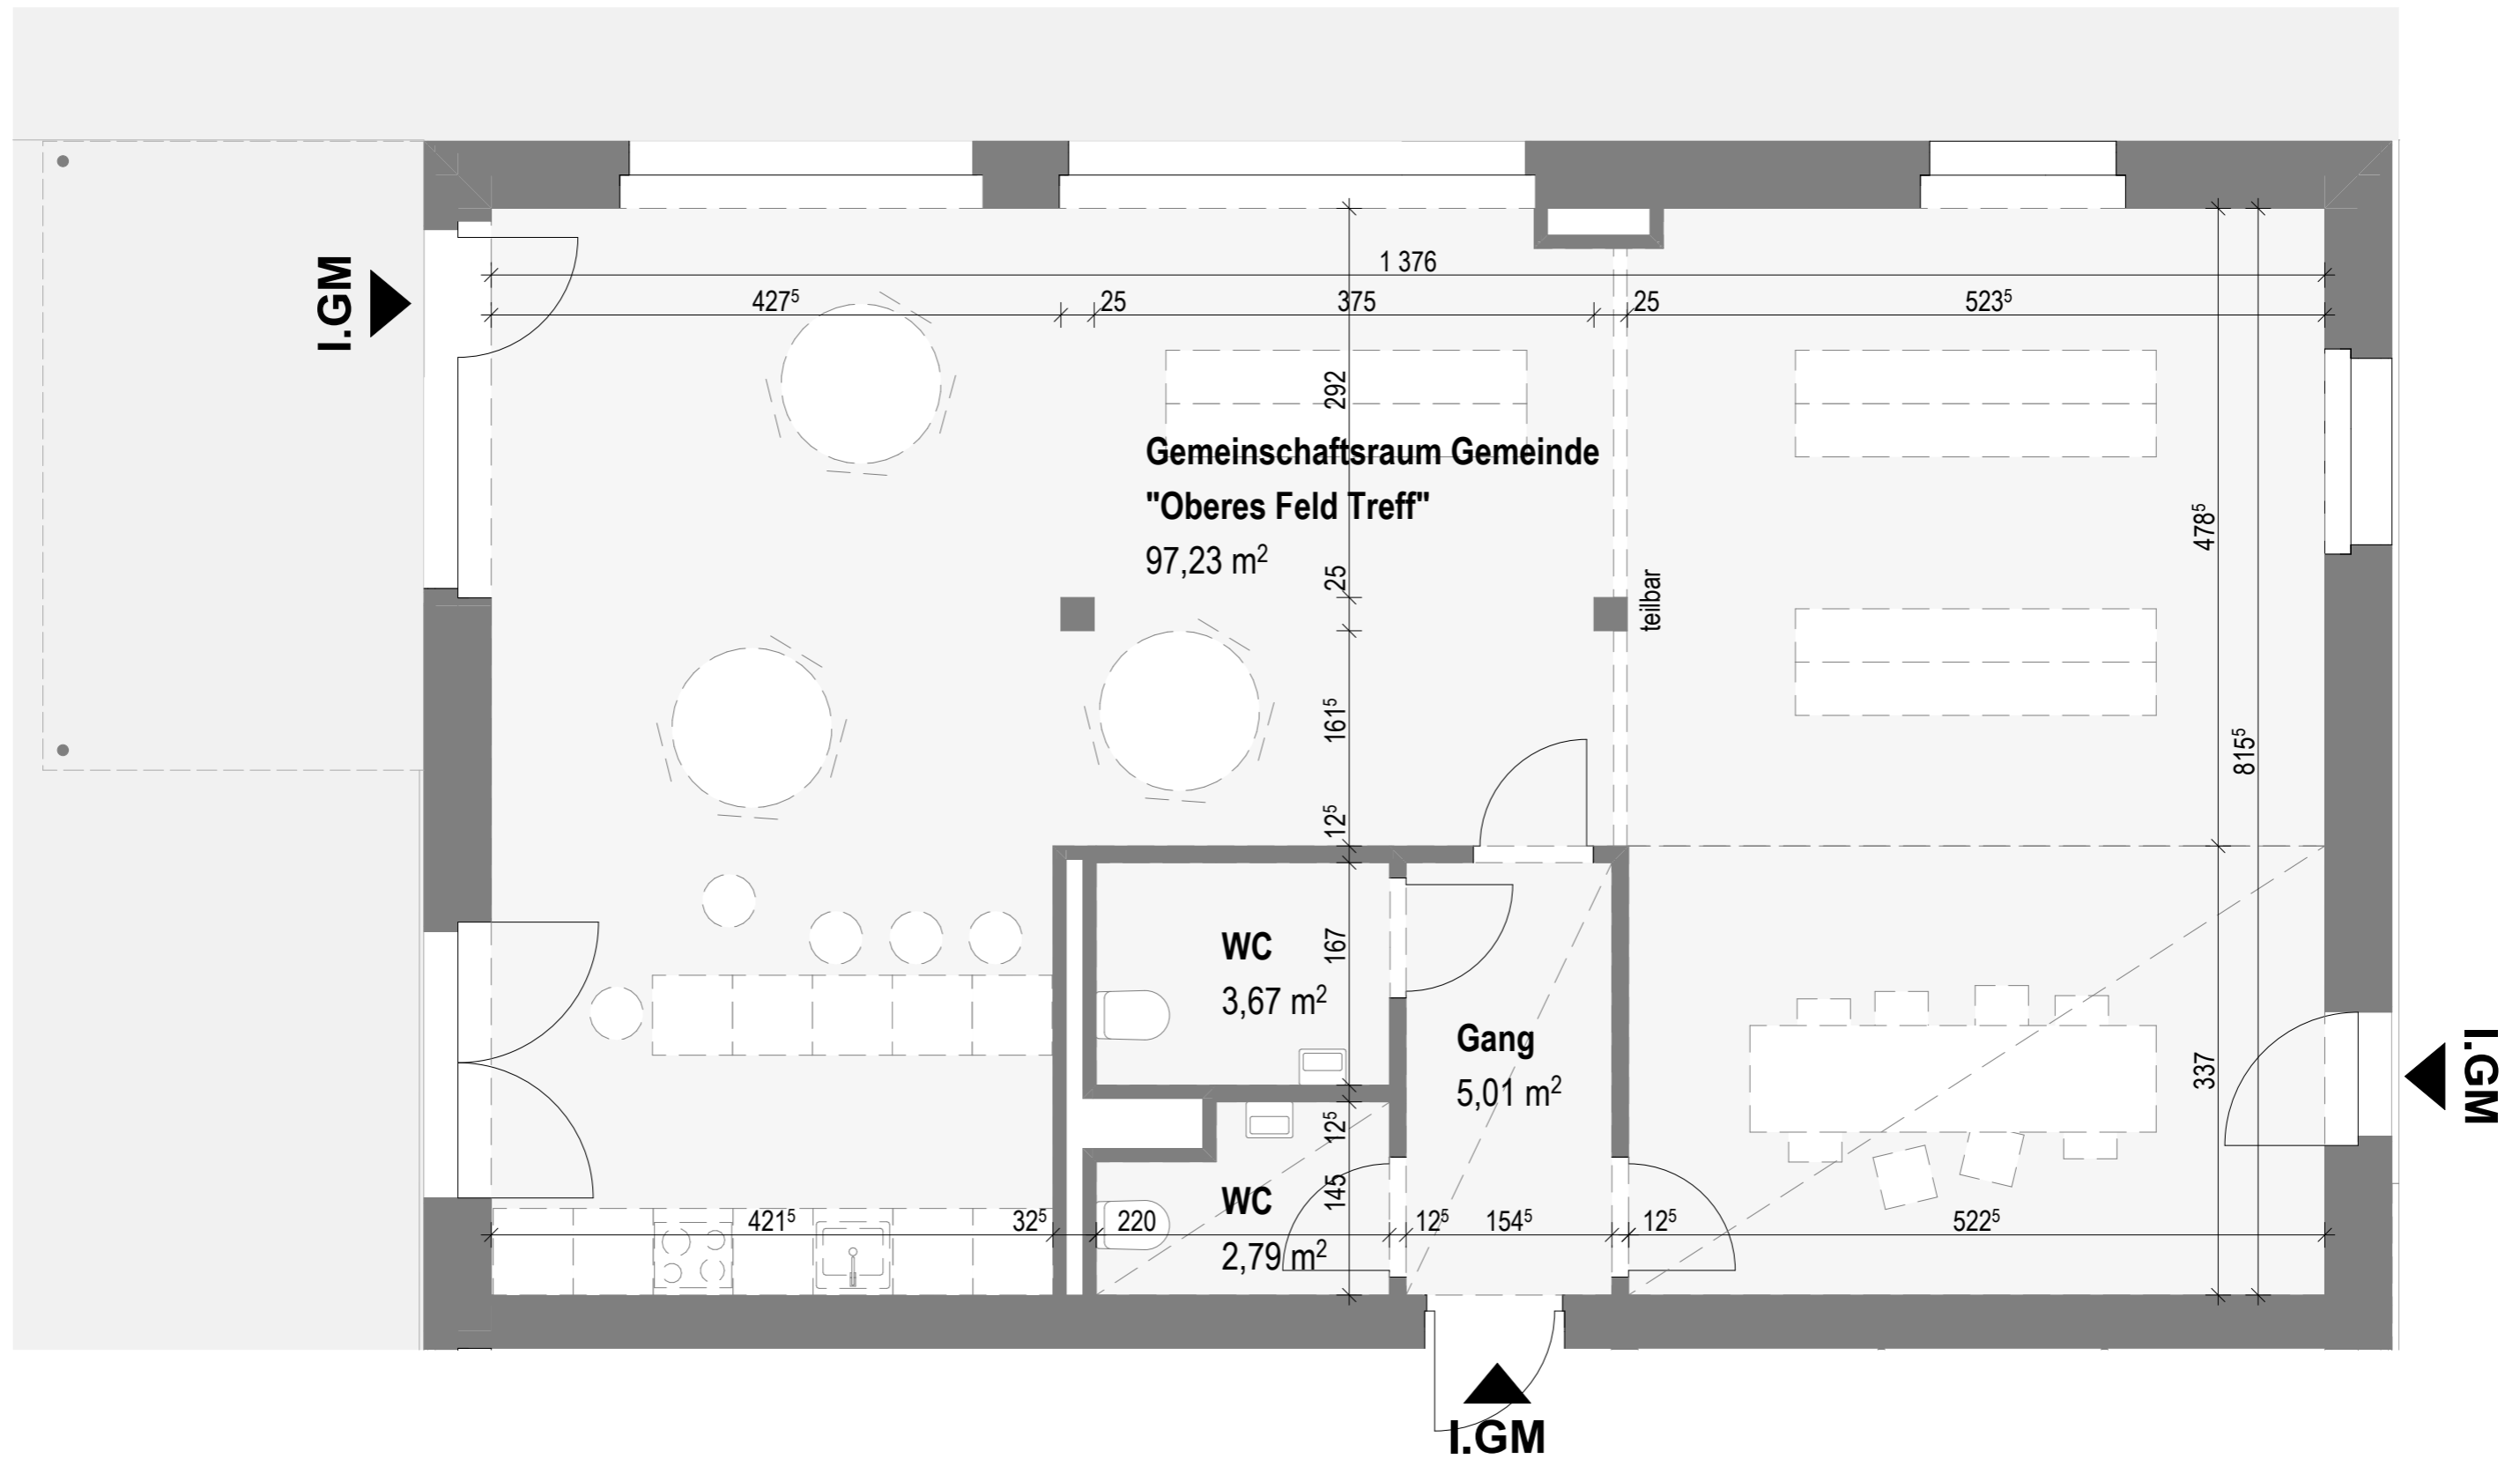 I.GM
1 376
427⁵
25
375
25
523⁵
292
Gemeinschaftsraum Gemeinde
"Oberes Feld Treff"
97,23 m²
25
teilbar
478⁵
161⁵
815⁵
12⁵
WC
3,67 m²
167
Gang
5,01 m²
337
I.GM
12⁵
WC
2,79 m²
145
421⁵
32⁵
220
12⁵
154⁵
12⁵
522⁵
I.GM